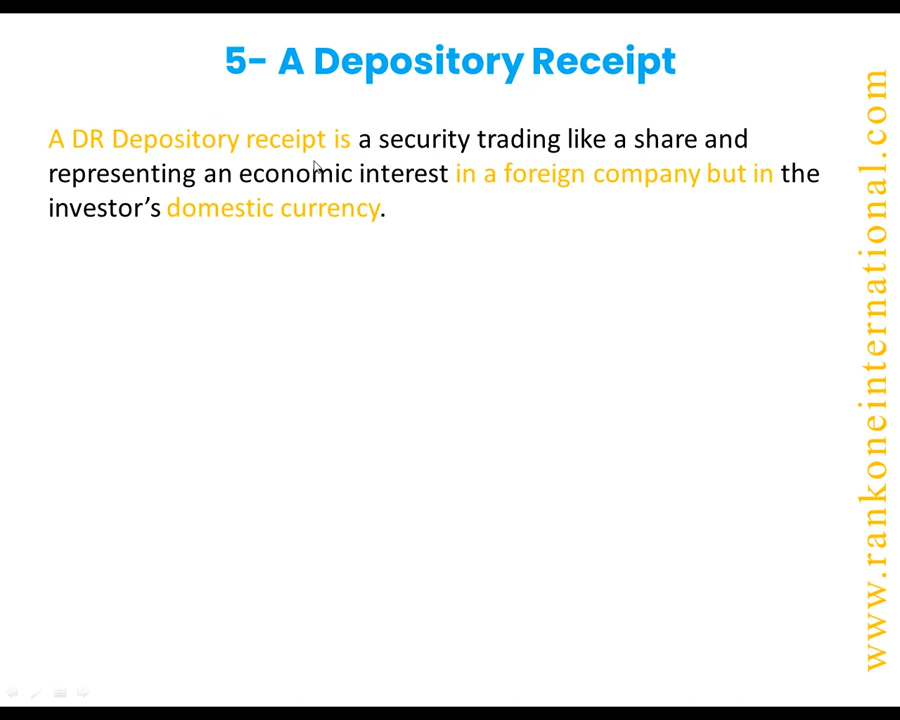 5- A Depository Receipt
A DR Depository receipt is a security trading like a share and
representing an economic interest in a foreign company but in the
investor’s domestic currency.
www.rankoneinternational.com